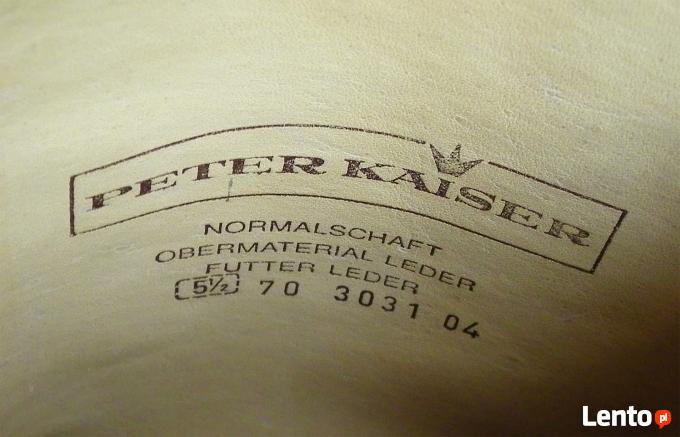 PETER KAISER
NORMALSCHAFT
OBERMATERIAL LEDER
FUTTER LEDER
5½ 70 3031 04
Lento.pl